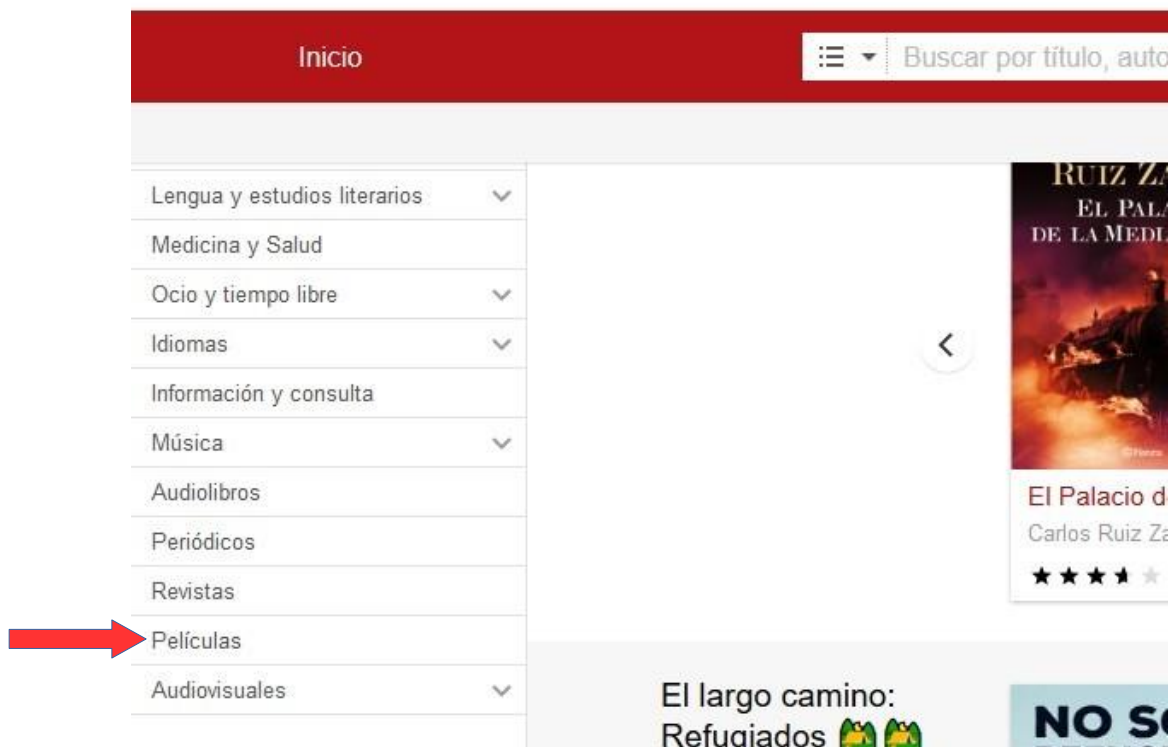 Inicio
Buscar por título, auto
Lengua y estudios literarios
Medicina y Salud
Ocio y tiempo libre
Idiomas
Información y consulta
Música
Audiolibros
Periódicos
Revistas
Películas
Audiovisuales
RUIZ ZA
EL PALA
DE LA MEDI
El Palacio d
Carlos Ruiz Za
El largo camino:
Refugiados
NO S